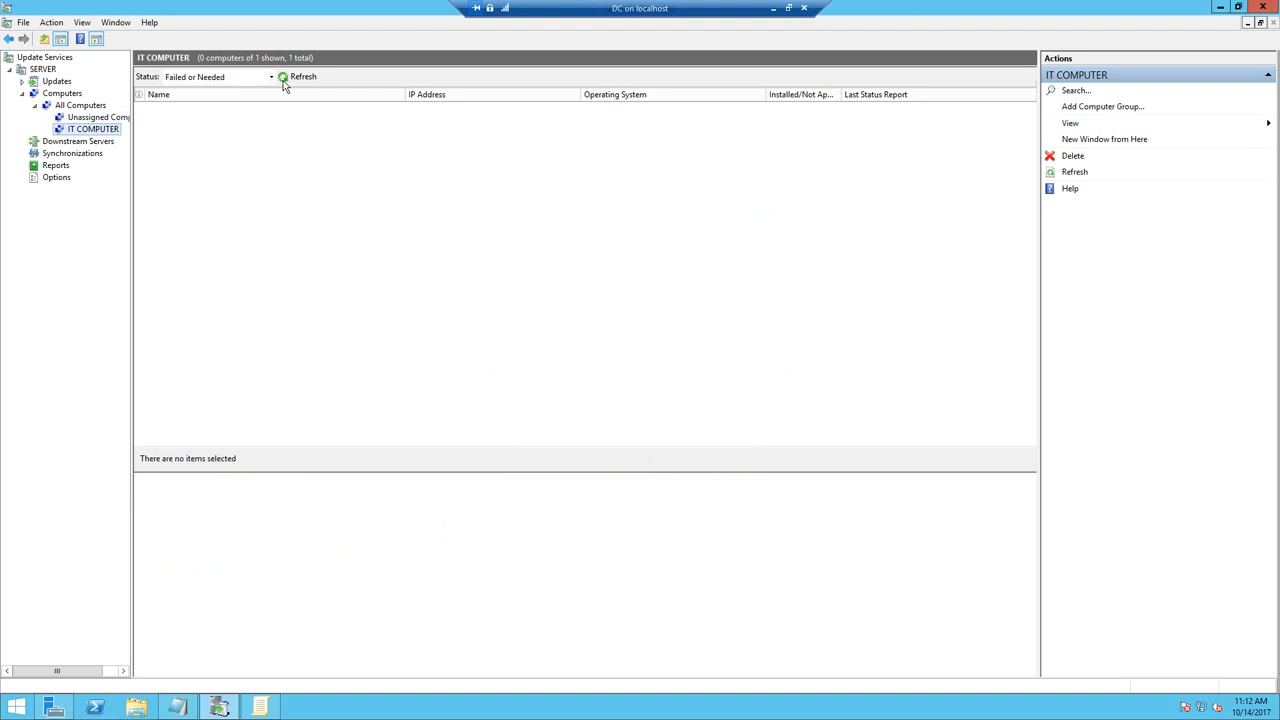 DC on localhost
File Action View Window Help
Update Services
SERVER
Updates
Computers
All Computers
Unassigned Comp
IT COMPUTER
Downstream Servers
Synchronizations
Reports
Options
IT COMPUTER (0 computers of 1 shown, 1 total)
Status: Failed or Needed Refresh
Name IP Address Operating System Installed/Not Ap... Last Status Report
There are no items selected
Actions
IT COMPUTER
Search...
Add Computer Group...
View
New Window from Here
Delete
Refresh
Help
11:12 AM
10/14/2017